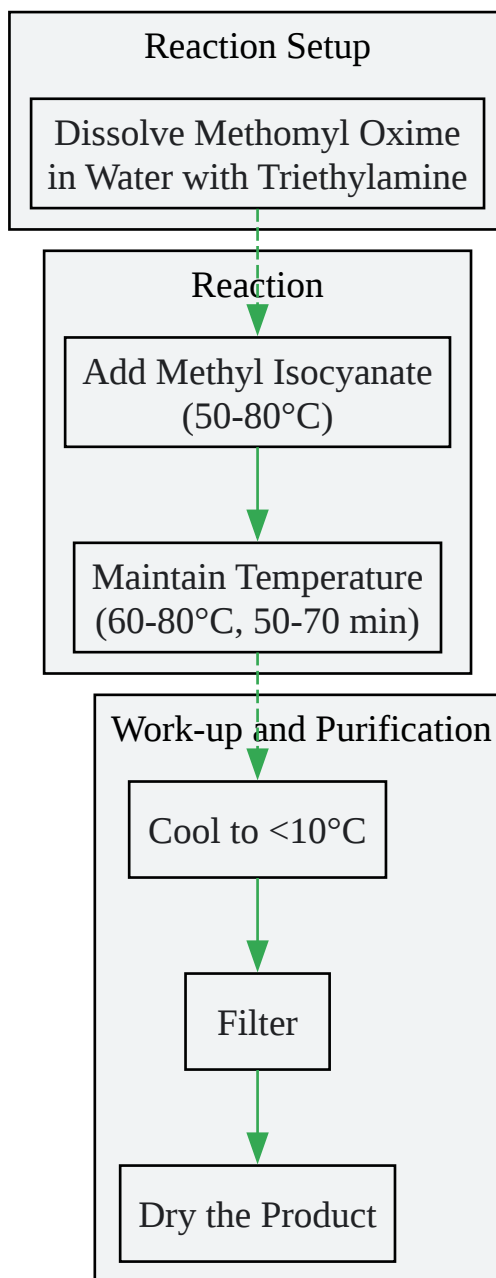 Reaction Setup
Dissolve Methomyl Oxime
in Water with Triethylamine
Reaction
Add Methyl Isocyanate
(50-80°C)
Maintain Temperature
(60-80°C, 50-70 min)
Work-up and Purification
Cool to <10°C
Filter
Dry the Product